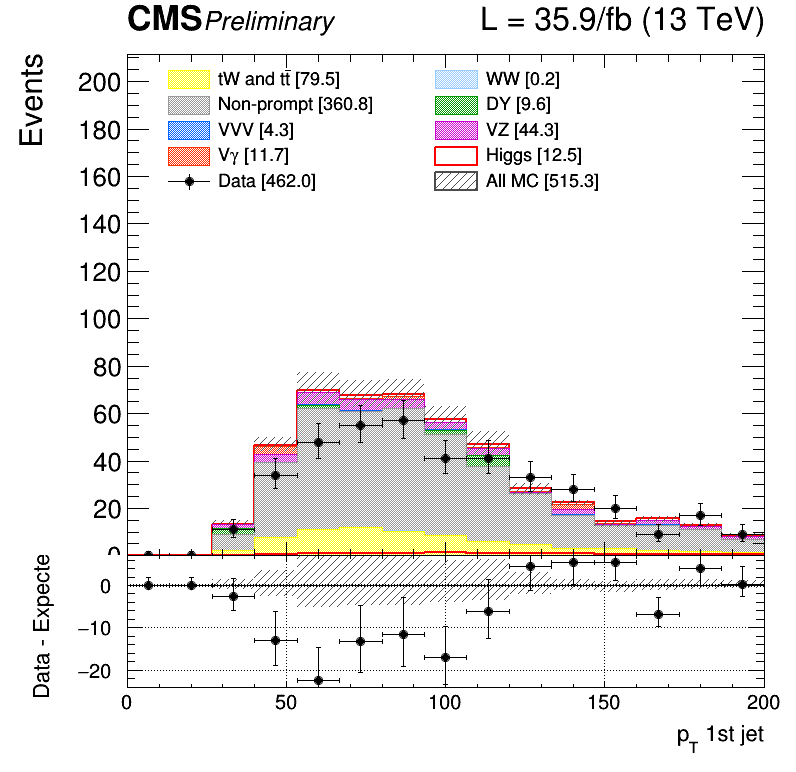 CMS Preliminary L = 35.9/fb (13 TeV)
Events
200
180
160
140
120
100
80
60
40
20
0
tW and tt̄ [79.5]
Non-prompt [360.8]
VVV [4.3]
Vγ [11.7]
Data [462.0]
WW [0.2]
DY [9.6]
VZ [44.3]
Higgs [12.5]
All MC [515.3]
Data - Expecte
0
−10
−20
0 50 100 150 200
p_T 1st jet